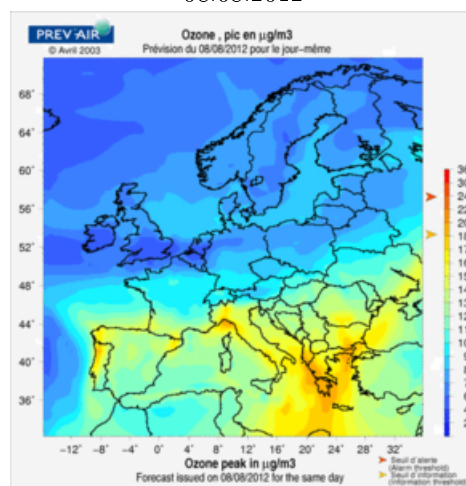 08.08.2012
PREV'AIR
© Avril 2003
Ozone , pic en µg/m3
Prévision du 08/08/2012 pour le jour-même
68°
64°
60°
56°
52°
48°
44°
40°
36°
-12° -8° -4° 0° 4° 8° 12° 16° 20° 24° 28° 32°
Ozone peak in µg/m3
Forecast issued on 08/08/2012 for the same day
Seuil d'alerte
(Alarm threshold)
Seuil d'information
(Information threshold)